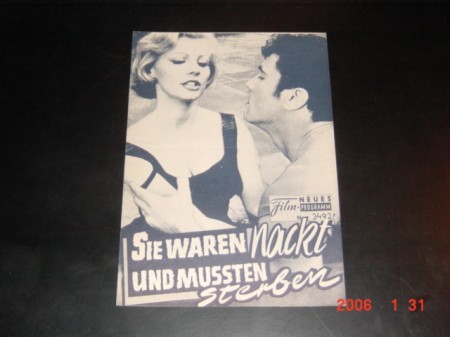 NEUES
Film-PROGRAMM
SIE WAREN nackt
UND MUSSTEN
sterben
2006 1 31